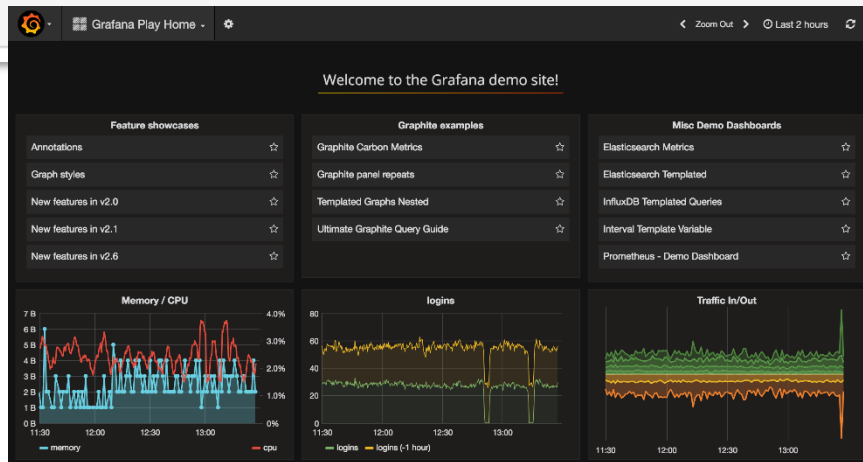 Grafana Play Home
Zoom Out
Last 2 hours
Welcome to the Grafana demo site!
Feature showcases
Annotations
Graph styles
New features in v2.0
New features in v2.1
New features in v2.6
Graphite examples
Graphite Carbon Metrics
Graphite panel repeats
Templated Graphs Nested
Ultimate Graphite Query Guide
Misc Demo Dashboards
Elasticsearch Metrics
Elasticsearch Templated
InfluxDB Templated Queries
Interval Template Variable
Prometheus - Demo Dashboard
Memory / CPU
7 B
6 B
5 B
4 B
3 B
2 B
1 B
0 B
4.0%
3.0%
2.0%
1.0%
0%
11:30 12:00 12:30 13:00
memory cpu
logins
80
60
40
20
0
11:30 12:00 12:30 13:00
logins logins (-1 hour)
Traffic In/Out
11:30 12:00 12:30 13:00